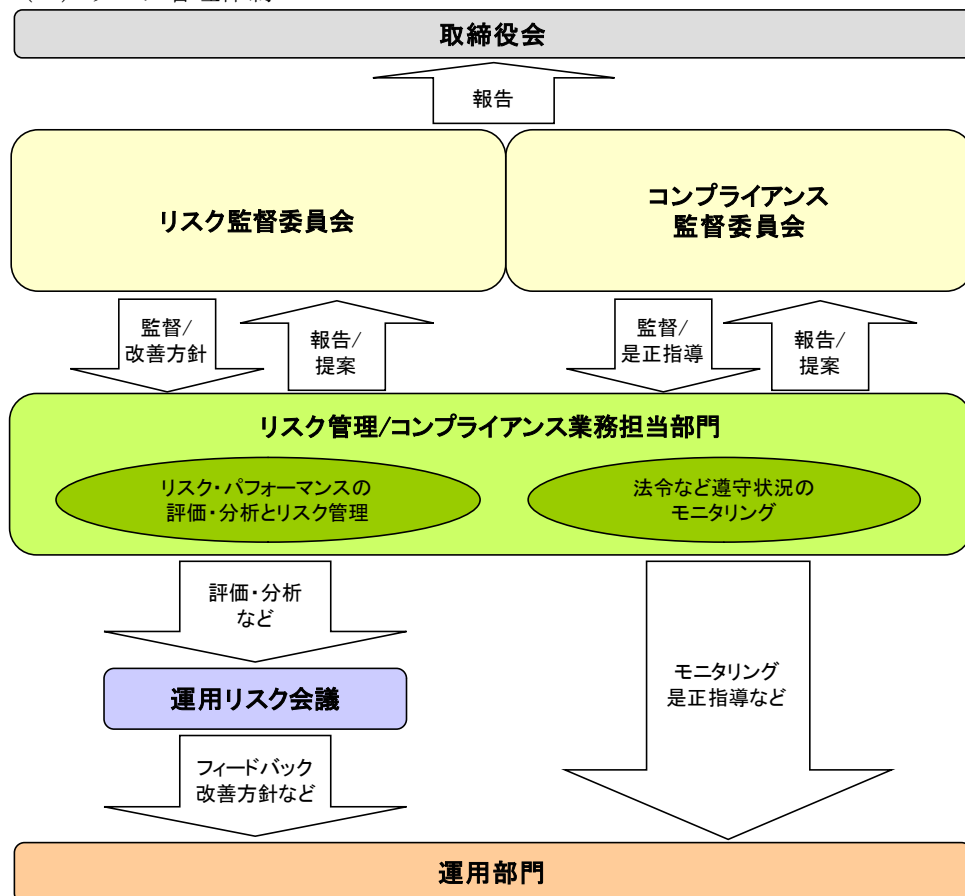 取締役会
報告
リスク監督委員会
コンプライアンス
監督委員会
監督/
改善方針
報告/
提案
監督/
是正指導
報告/
提案
リスク管理/コンプライアンス業務担当部門
リスク・パフォーマンスの
評価・分析とリスク管理
法令など遵守状況の
モニタリング
評価・分析
など
運用リスク会議
モニタリング
是正指導など
フィードバック
改善方針など
運用部門